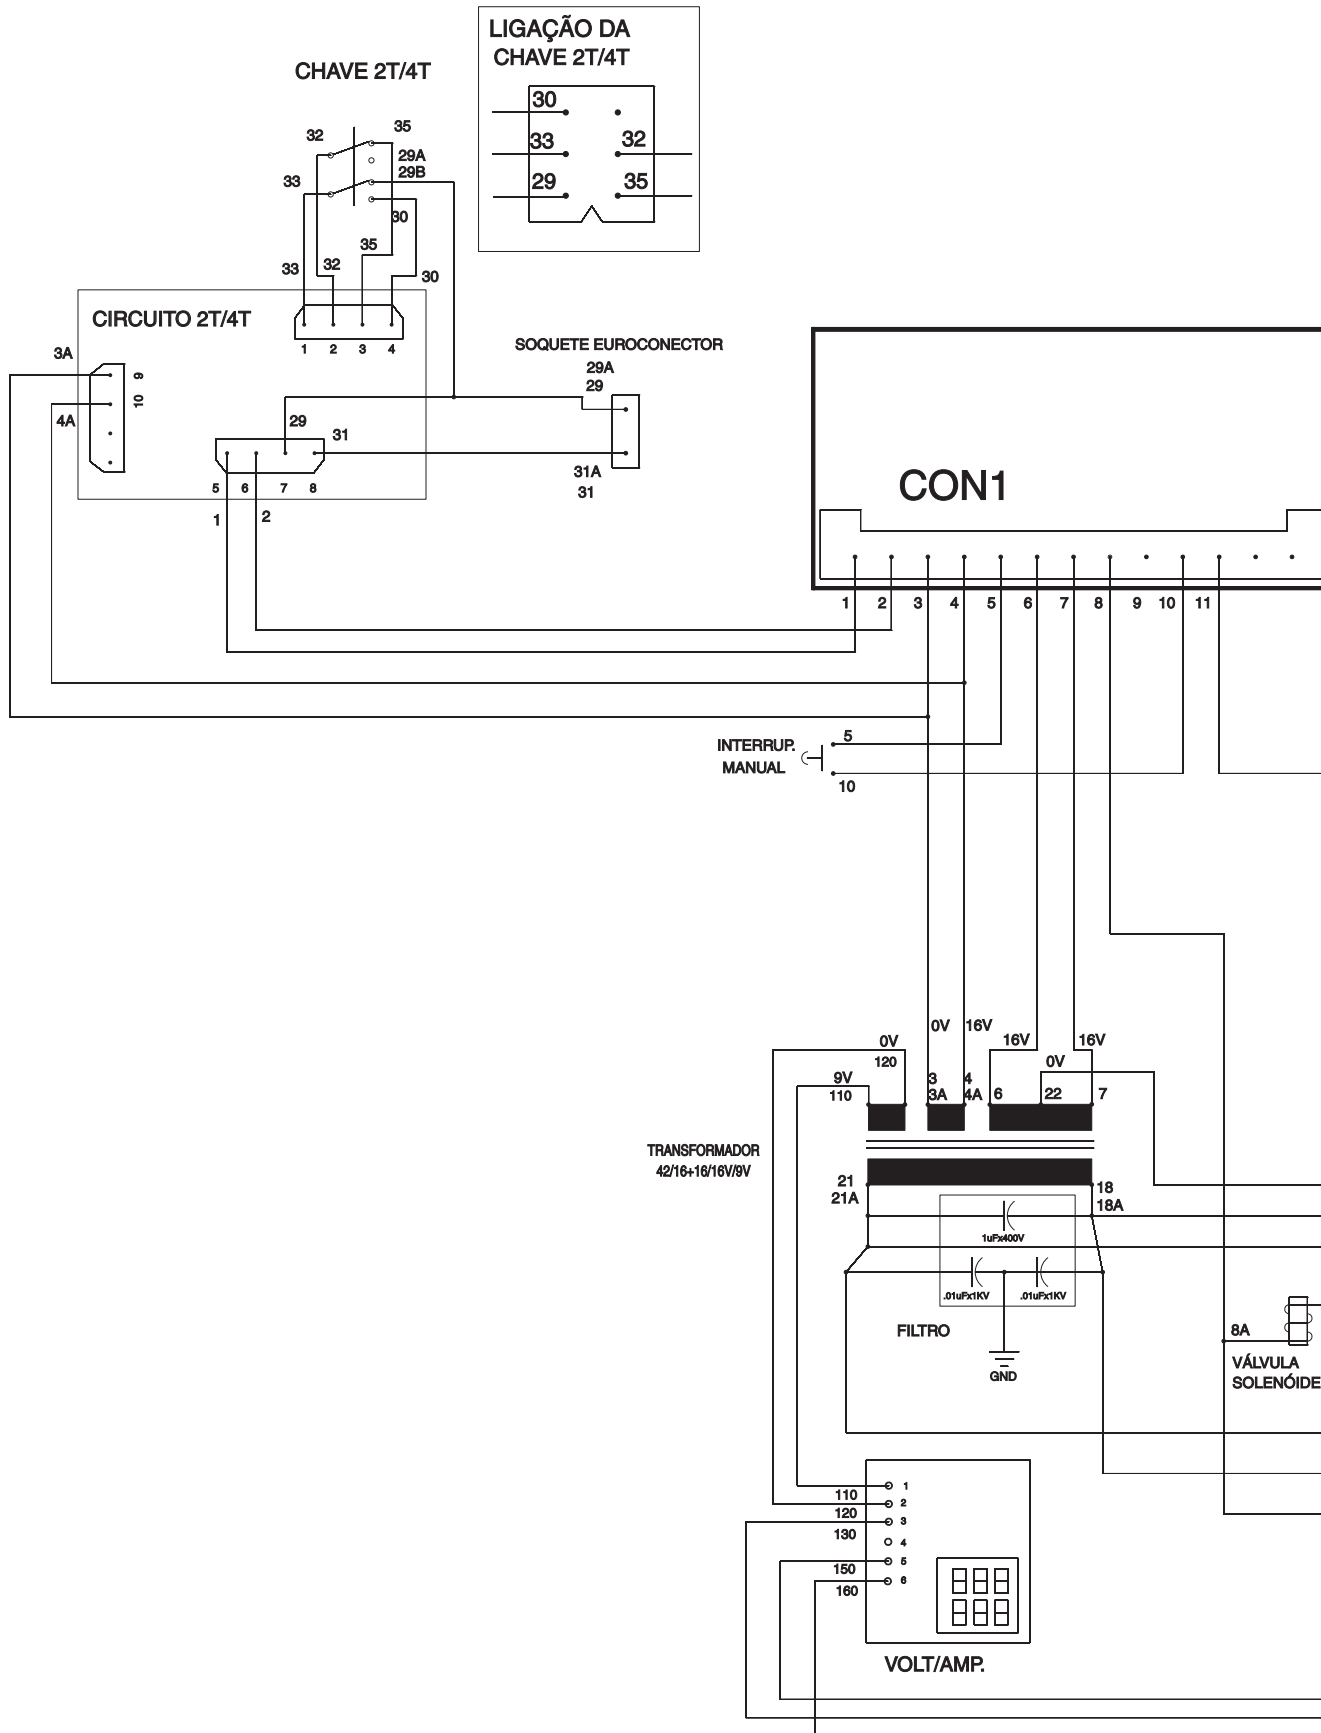 LIGAÇÃO DA
CHAVE 2T/4T
30
33
32
29
35
CHAVE 2T/4T
32
35
29A
29B
33
30
35
33
32
30
CIRCUITO 2T/4T
1 2 3 4
3A
9
10
4A
29
31
5 6 7 8
1 2
SOQUETE EUROCONECTOR
29A
29
31A
31
CON1
1 2 3 4 5 6 7 8 9 10 11
INTERRUP.
MANUAL
5
10
0V 16V
0V
120
16V
16V
0V
9V
110
3 4
3A 4A 6 22 7
TRANSFORMADOR
42/16+16/16V/9V
21
21A
18
18A
1uFx400V
.01uFx1KV .01uFx1KV
FILTRO
GND
8A
VÁLVULA
SOLENÓIDE
1
110
2
120
3
130
4
5
150
6
160
VOLT/AMP.